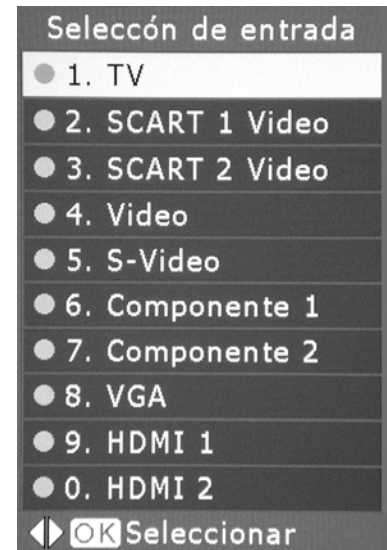 Seleccón de entrada
1. TV
2. SCART 1 Video
3. SCART 2 Video
4. Video
5. S-Video
6. Componente 1
7. Componente 2
8. VGA
9. HDMI 1
0. HDMI 2
OK Seleccionar